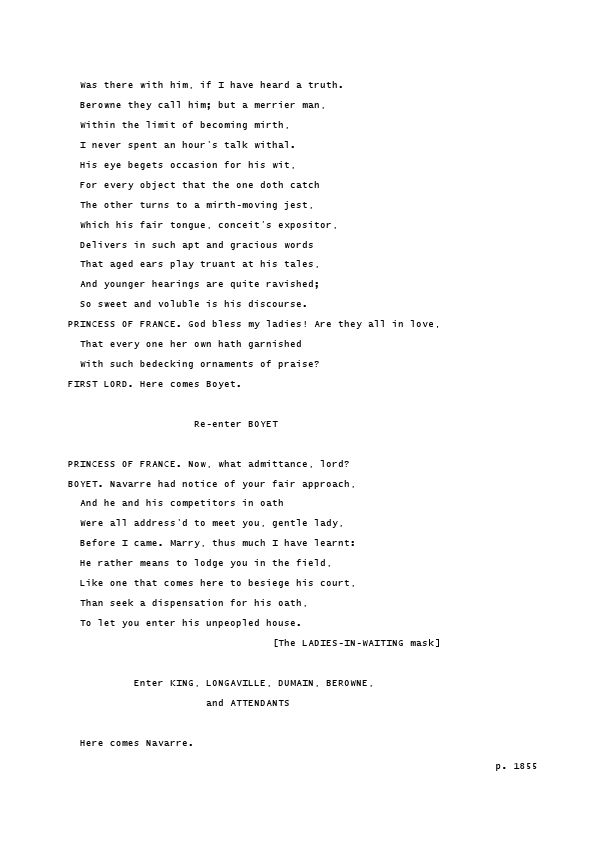 Was there with him, if I have heard a truth.
Berowne they call him; but a merrier man,
Within the limit of becoming mirth,
I never spent an hour's talk withal.
His eye begets occasion for his wit,
For every object that the one doth catch
The other turns to a mirth-moving jest,
Which his fair tongue, conceit's expositor,
Delivers in such apt and gracious words
That aged ears play truant at his tales,
And younger hearings are quite ravished;
So sweet and voluble is his discourse.
PRINCESS OF FRANCE. God bless my ladies! Are they all in love,
That every one her own hath garnished
With such bedecking ornaments of praise?
FIRST LORD. Here comes Boyet.
Re-enter BOYET
PRINCESS OF FRANCE. Now, what admittance, lord?
BOYET. Navarre had notice of your fair approach,
And he and his competitors in oath
Were all address'd to meet you, gentle lady,
Before I came. Marry, thus much I have learnt:
He rather means to lodge you in the field,
Like one that comes here to besiege his court,
Than seek a dispensation for his oath,
To let you enter his unpeopled house.
[The LADIES-IN-WAITING mask]
Enter KING, LONGAVILLE, DUMAIN, BEROWNE,
and ATTENDANTS
Here comes Navarre.
p. 1855